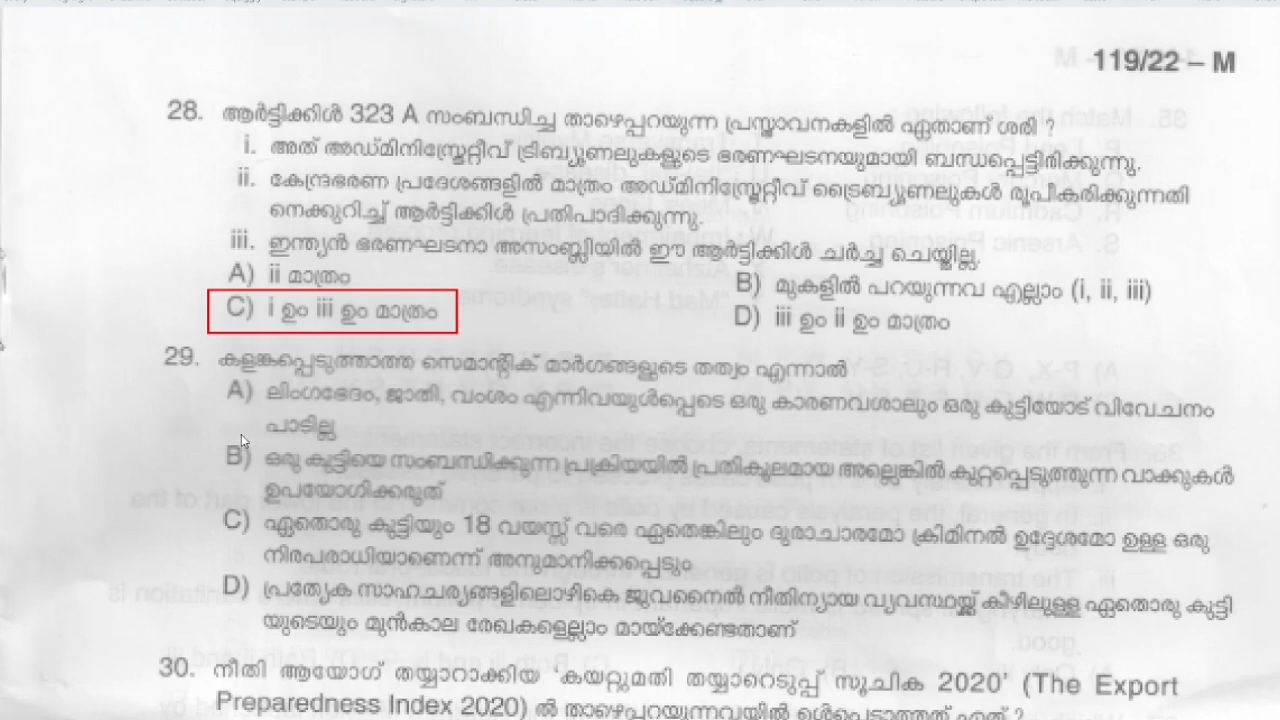 119/22 – M
28. ആർട്ടിക്കിൾ 323 A സംബന്ധിച്ച താഴെപ്പറയുന്ന പ്രസ്താവനകളിൽ ഏതാണ് ശരി ?
i. അത് അഡ്മിനിസ്ട്രേറ്റീവ് ട്രിബ്യൂണലുകളുടെ ഭരണഘടനയുമായി ബന്ധപ്പെട്ടിരിക്കുന്നു.
ii. കേന്ദ്രഭരണ പ്രദേശങ്ങളിൽ മാത്രം അഡ്മിനിസ്ട്രേറ്റീവ് ട്രൈബ്യൂണലുകൾ രൂപീകരിക്കുന്നതി
നെക്കുറിച്ച് ആർട്ടിക്കിൾ പ്രതിപാദിക്കുന്നു.
iii. ഇന്ത്യൻ ഭരണഘടനാ അസംബ്ലിയിൽ ഈ ആർട്ടിക്കിൾ ചർച്ച ചെയ്തില്ല.
A) ii മാത്രം
B) മുകളിൽ പറയുന്നവ എല്ലാം (i, ii, iii)
C) i ഉം iii ഉം മാത്രം
D) iii ഉം ii ഉം മാത്രം
29. കളങ്കപ്പെടുത്താത്ത സെമാന്റിക് മാർഗങ്ങളുടെ തത്വം എന്നാൽ
A) ലിംഗഭേദം, ജാതി, വംശം എന്നിവയുൾപ്പെടെ ഒരു കാരണവശാലും ഒരു കുട്ടിയോട് വിവേചനം
പാടില്ല
B) ഒരു കുട്ടിയെ സംബന്ധിക്കുന്ന പ്രക്രിയയിൽ പ്രതികൂലമായ അല്ലെങ്കിൽ കുറ്റപ്പെടുത്തുന്ന വാക്കുകൾ
ഉപയോഗിക്കരുത്
C) ഏതൊരു കുട്ടിയും 18 വയസ്സ് വരെ ഏതെങ്കിലും ദുരാചാരമോ ക്രിമിനൽ ഉദ്ദേശമോ ഉള്ള ഒരു
നിരപരാധിയാണെന്ന് അനുമാനിക്കപ്പെടും
D) പ്രത്യേക സാഹചര്യങ്ങളിലൊഴികെ ജുവനൈൽ നീതിന്യായ വ്യവസ്ഥയ്ക്ക് കീഴിലുള്ള ഏതൊരു കുട്ടി
യുടെയും മുൻകാല രേഖകളെല്ലാം മായ്ക്കേണ്ടതാണ്
30. നീതി ആയോഗ് തയ്യാറാക്കിയ ‘കയറ്റുമതി തയ്യാറെടുപ്പ് സൂചിക 2020’ (The Export
Preparedness Index 2020) ൽ താഴെപ്പറയുന്നവയിൽ ഉൾപ്പെടാത്തത് ഏത് ?